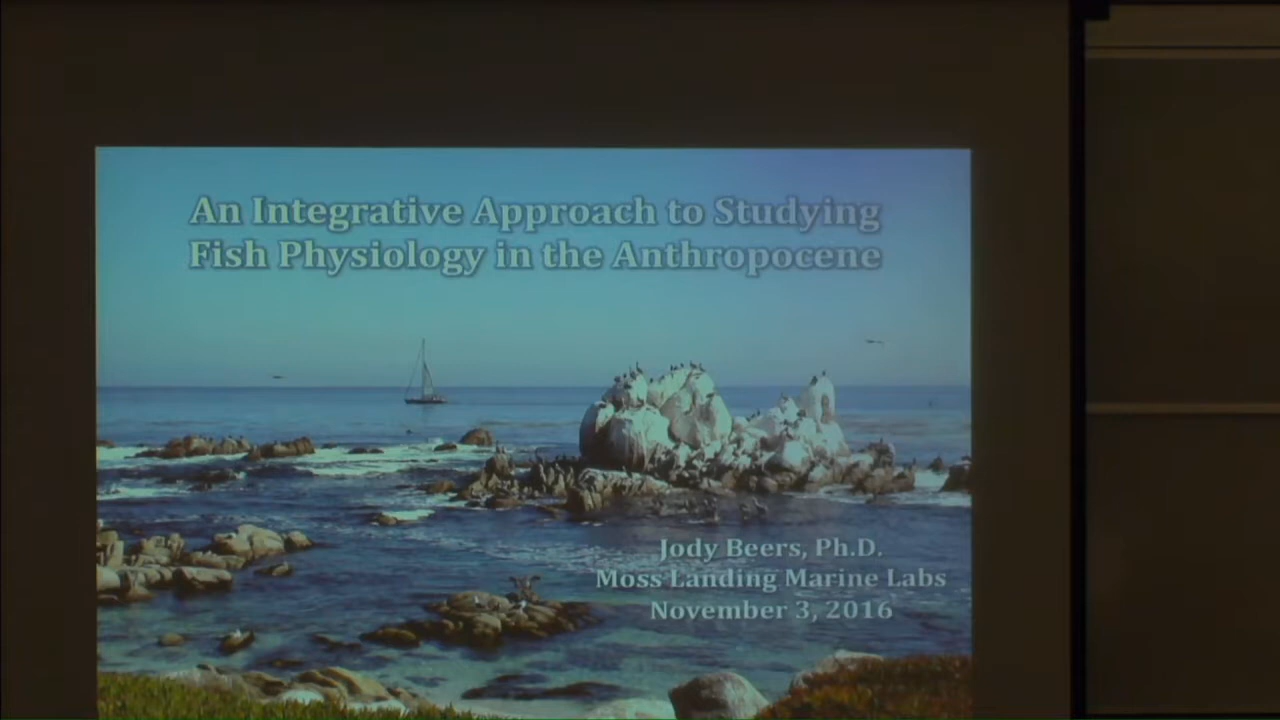 An Integrative Approach to Studying
Fish Physiology in the Anthropocene
Jody Beers, Ph.D.
Moss Landing Marine Labs
November 3, 2016